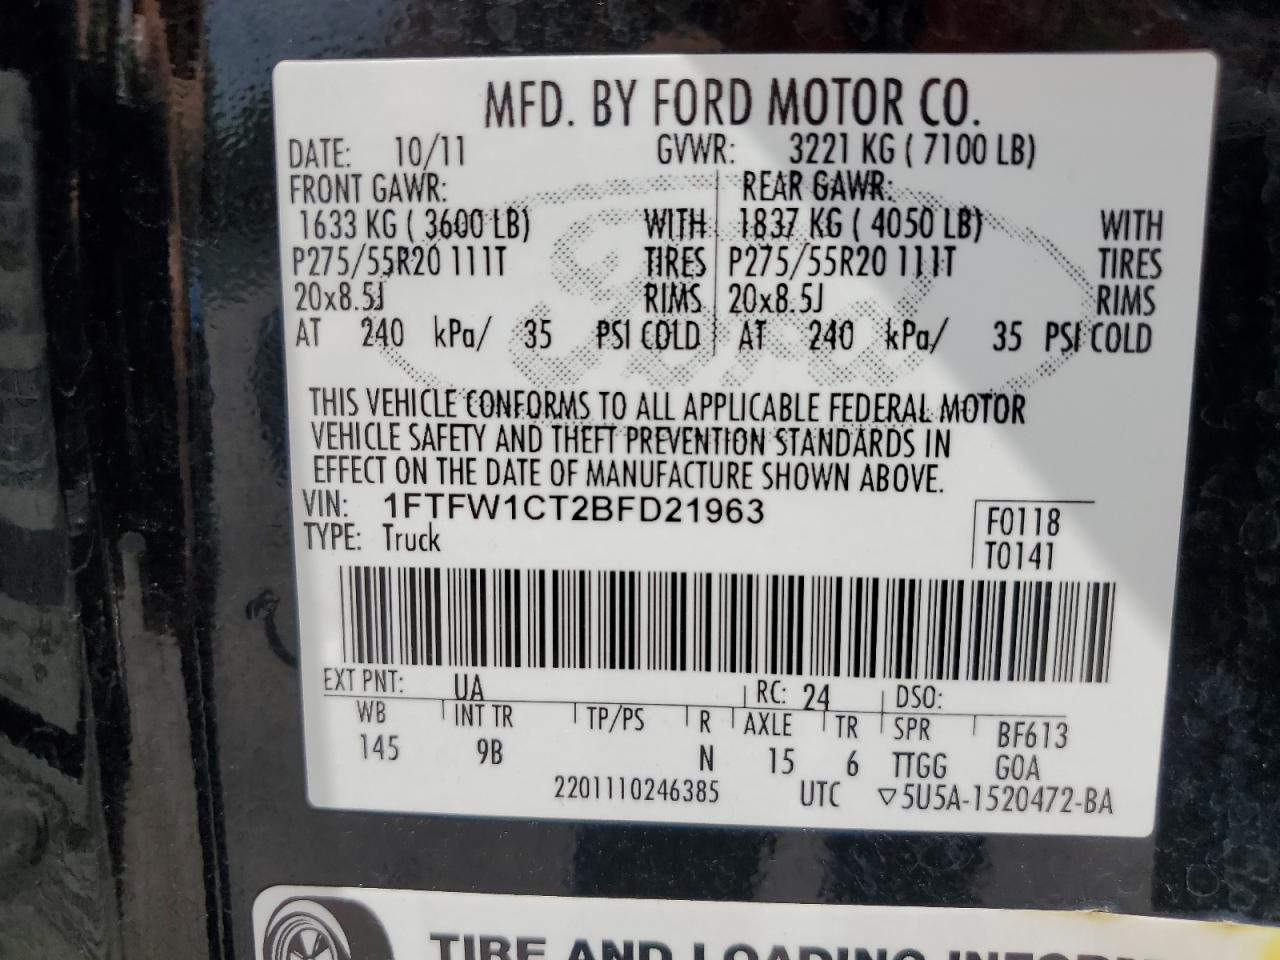 MFD. BY FORD MOTOR CO.
DATE: 10/11 GVWR: 3221 KG ( 7100 LB)
FRONT GAWR: REAR GAWR:
1633 KG ( 3600 LB) WITH 1837 KG ( 4050 LB) WITH
P275/55R20 111T TIRES P275/55R20 111T TIRES
20x8.5J RIMS 20x8.5J RIMS
AT 240 kPa/ 35 PSI COLD AT 240 kPa/ 35 PSI COLD
THIS VEHICLE CONFORMS TO ALL APPLICABLE FEDERAL MOTOR
VEHICLE SAFETY AND THEFT PREVENTION STANDARDS IN
EFFECT ON THE DATE OF MANUFACTURE SHOWN ABOVE.
VIN: 1FTFW1CT2BFD21963 F0118
TYPE: Truck T0141
EXT PNT: UA RC: 24 DSO:
WB INT TR TP/PS R AXLE TR SPR BF613
145 9B N 15 6 TTGG GOA
2201110246385 UTC ▽5U5A-1520472-BA
TIRE AND LOADING